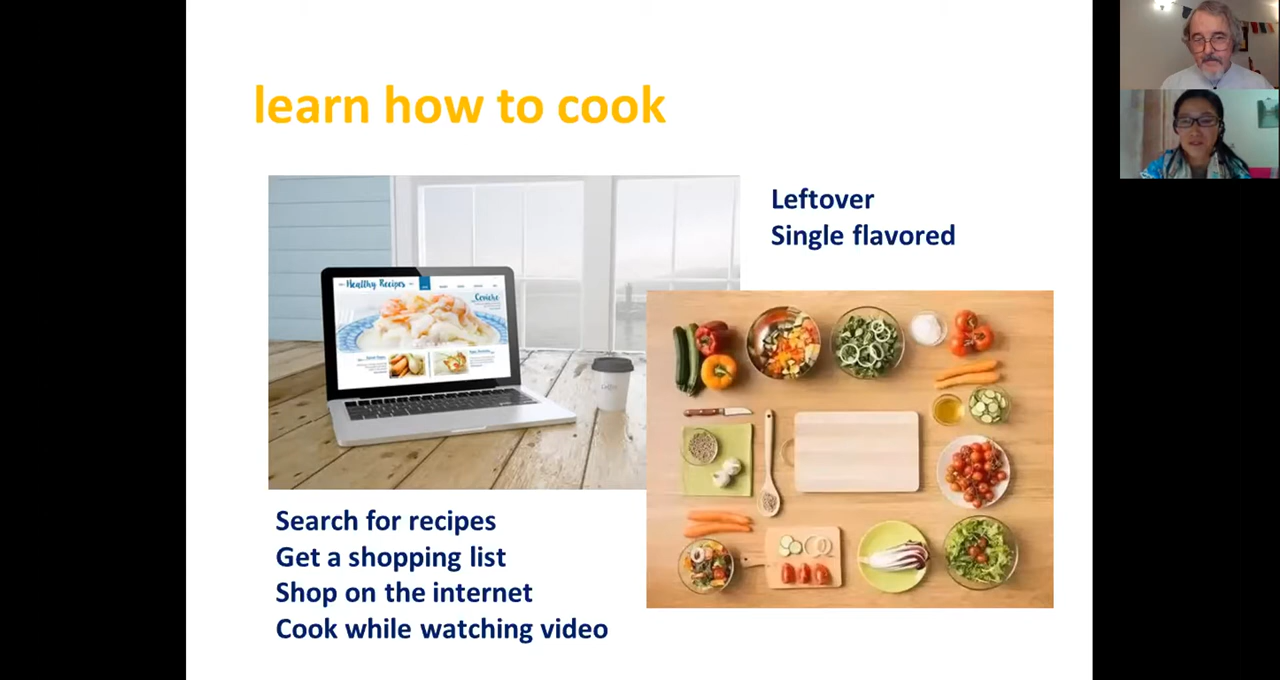 learn how to cook
Leftover
Single flavored
Healthy Recipes
Ceviche
Search for recipes
Get a shopping list
Shop on the internet
Cook while watching video